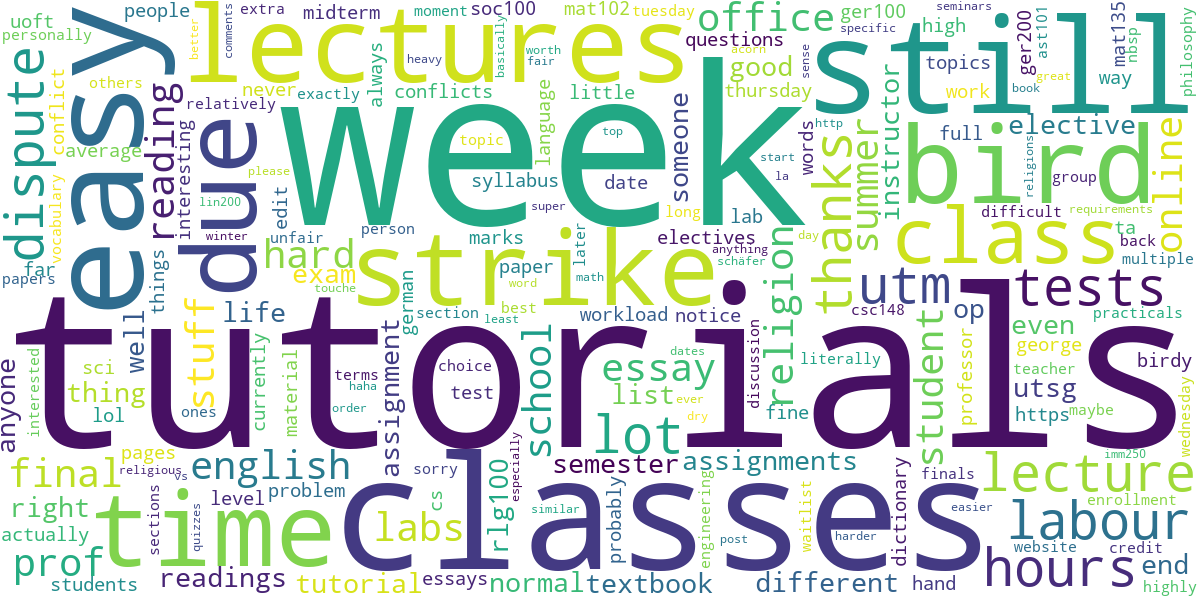 uoft
people
extra
midterm
moment
soc100
mat102
tuesday
office
ger100
seminars
personally
easy
lectures
better
comments
basically
worth
fair
acorn
questions
specific
high
ger200
ast101
mat135
nbsp
philosophy
heavy
sense
great
book
still
others
never
exactly
always
conflicts
little
good
thursday
topics
way
work
dispute
conflict
reading
relatively
week
language
someone
words
http
instructor
full
elective
online
average
due
interesting
topic
top
start
la
summer
bird
religions
group
please
lin200
edit
syllabus
date
thanks
vocabulary
super
long
lab
difficult
requirements
winter
unfair
person
marks
later
electives
anything
day
class
ta
back
multiple
far
papers
things
hard
exam
strike
paper
math
schäfer
religion
utm
tests
touche
german
word
best
stuff
life
section
least
workload
notice
csc148
student
op
even
practicals
well
tutorials
george
teacher
birdy
anyone
interested
sci
thing
lol
currently
material
terms
haha
order
assignment
choice
test
school
essay
list
dates
ever
dry
discussion
fine
literally
professor
utsg
https
maybe
wednesday
ones
lot
pages
religious
vs
final
english
sorry
especially
semester
assignments
dictionary
finals
lecture
imm250
right
sections
quizzes
level
problem
classes
cs
rlg100
similar
probably
engineering
post
waitlist
harder
easier
enrollment
actually
time
labs
labour
prof
website
credit
end
students
readings
tutorial
essays
normal
textbook
different
hand
hours
highly